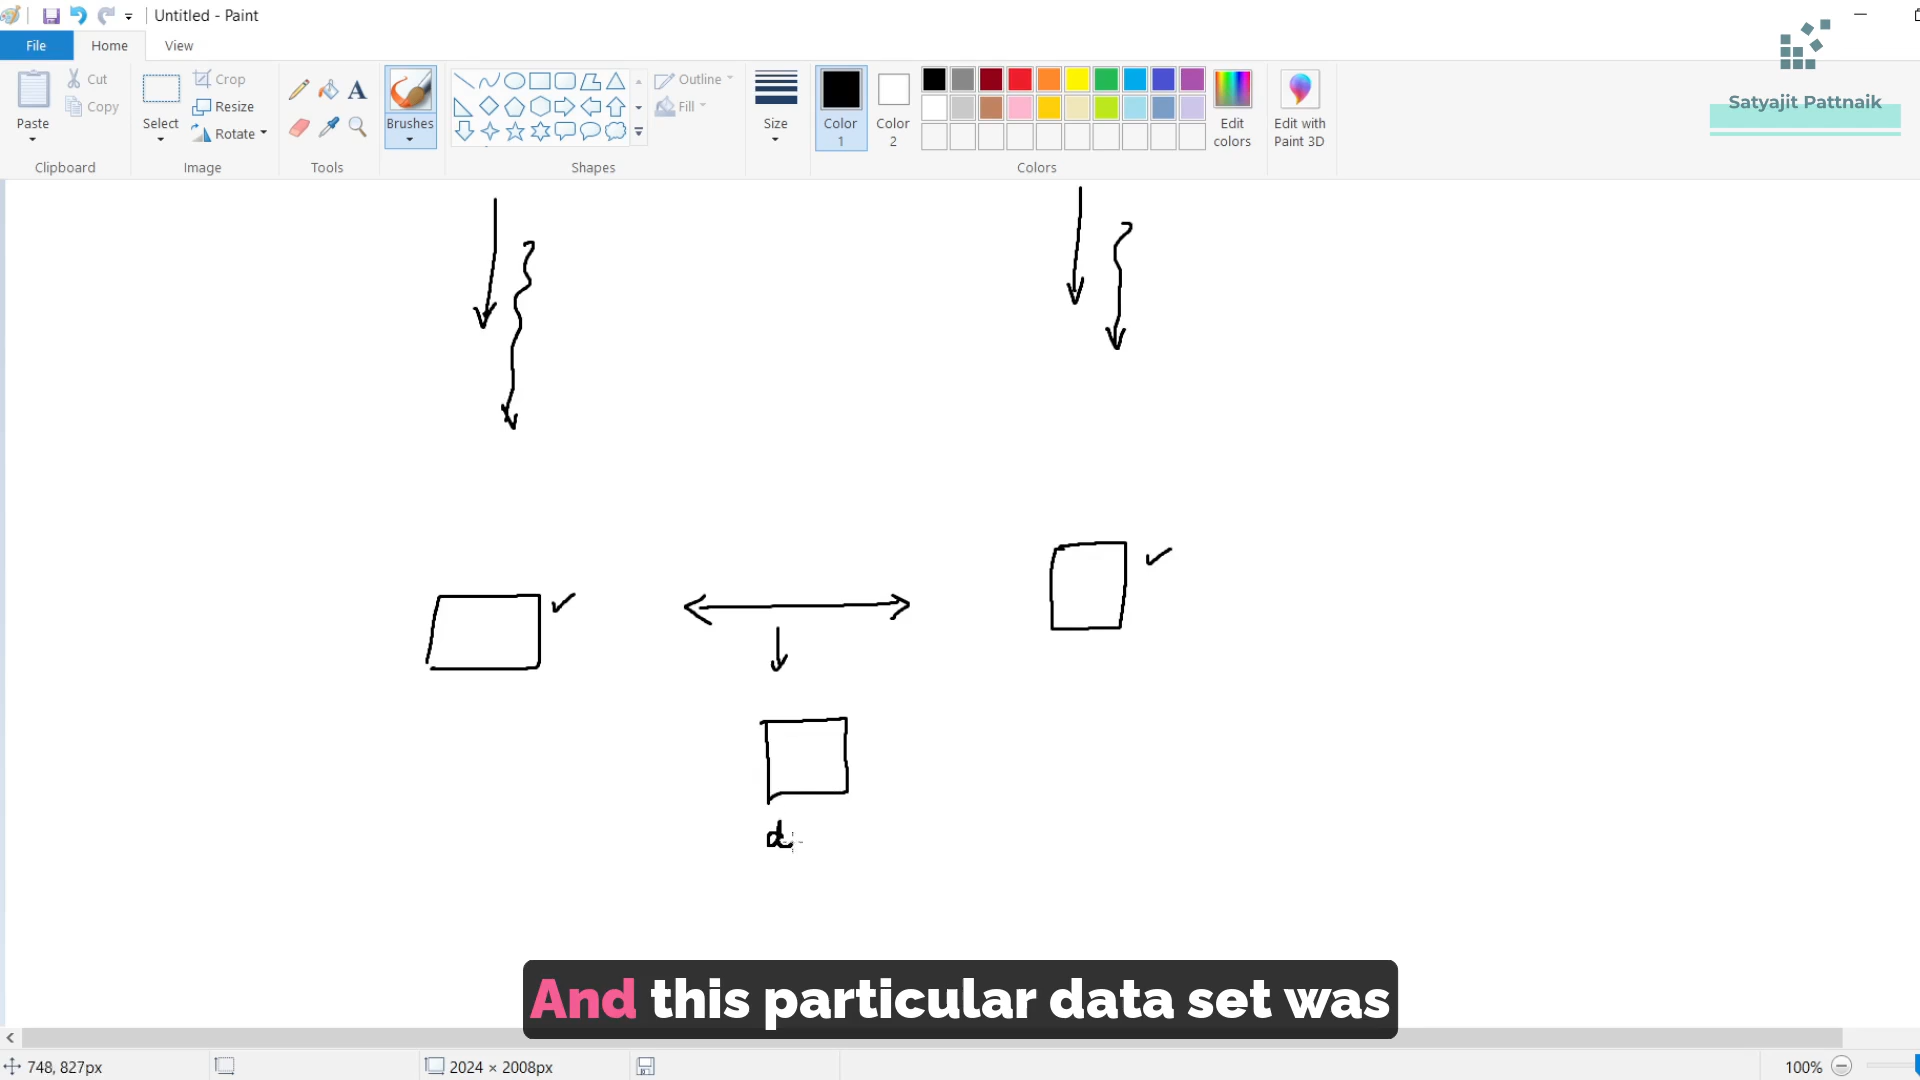 Untitled - Paint
File
Home
View
Paste
Cut
Copy
Clipboard
Select
Crop
Resize
Rotate
Image
A
Tools
Brushes
Outline
Fill
Shapes
Size
Color
1
Color
2
Edit
colors
Colors
Edit with
Paint 3D
Satyajit Pattnaik
d
And this particular data set was
748, 827px
2024 × 2008px
100%